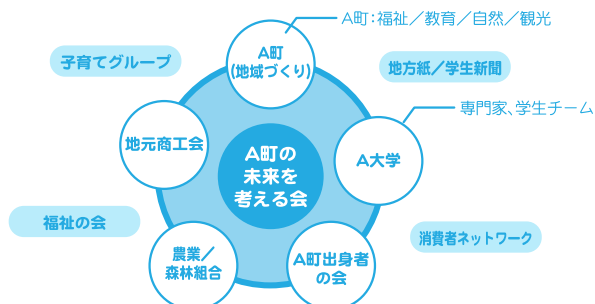 A町：福祉／教育／自然／観光
A町
(地域づくり)
子育てグループ
地方紙／学生新聞
専門家、学生チーム
地元商工会
A大学
A町の
未来を
考える会
福祉の会
消費者ネットワーク
農業／
森林組合
A町出身者
の会